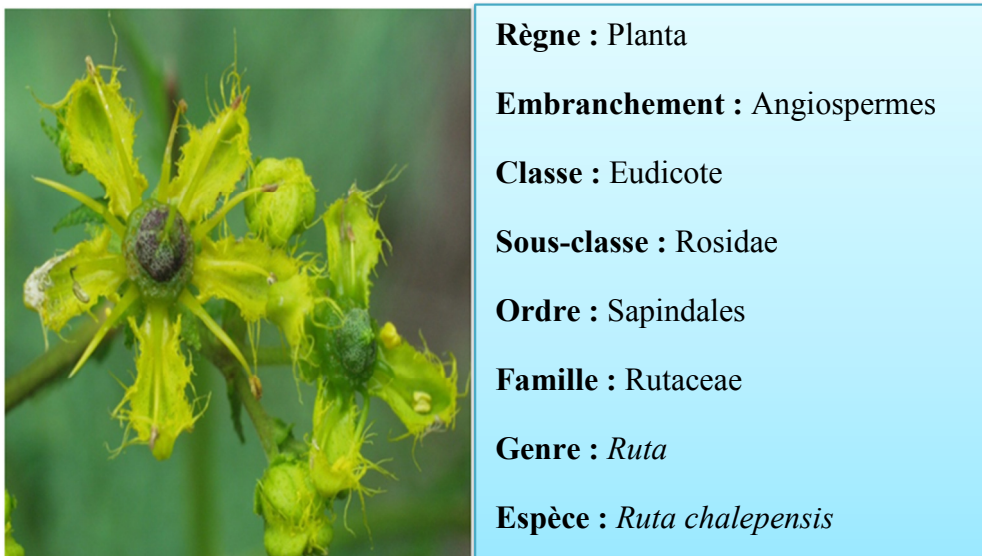 Règne : Planta
Embranchement : Angiospermes
Classe : Eudicote
Sous-classe : Rosidae
Ordre : Sapindales
Famille : Rutaceae
Genre : Ruta
Espèce : Ruta chalepensis